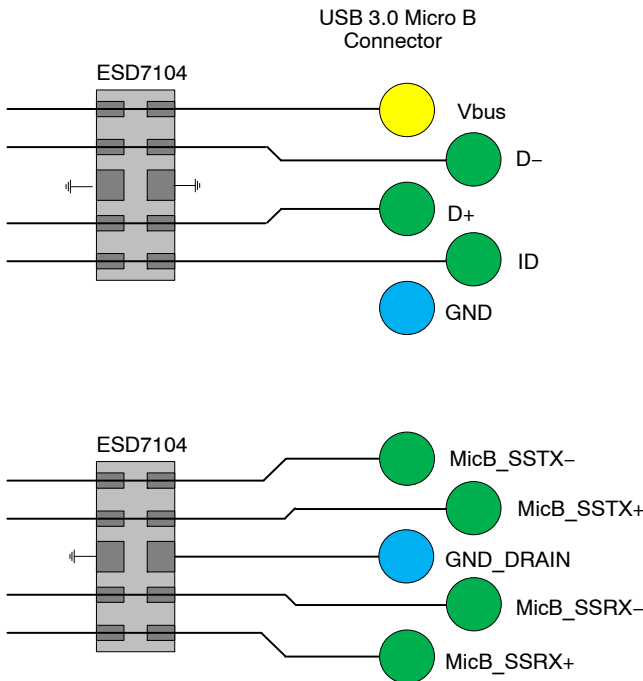 USB 3.0 Micro B
Connector
ESD7104
Vbus
D−
D+
ID
GND
ESD7104
MicB_SSTX−
MicB_SSTX+
GND_DRAIN
MicB_SSRX−
MicB_SSRX+